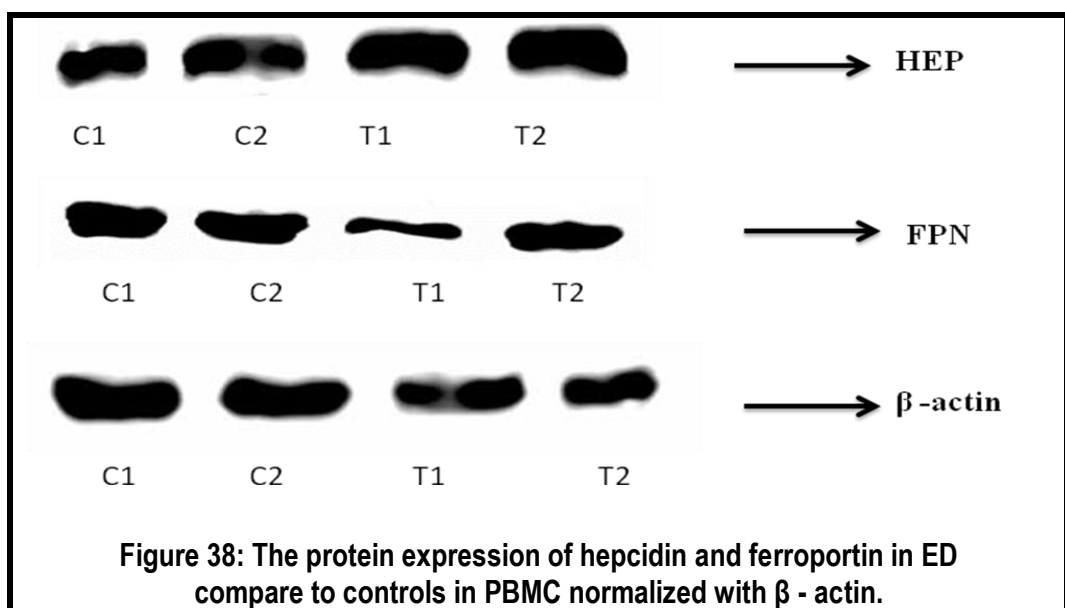 HEP
C1 C2 T1 T2
FPN
C1 C2 T1 T2
β -actin
C1 C2 T1 T2
Figure 38: The protein expression of hepcidin and ferroportin in ED
compare to controls in PBMC normalized with β - actin.